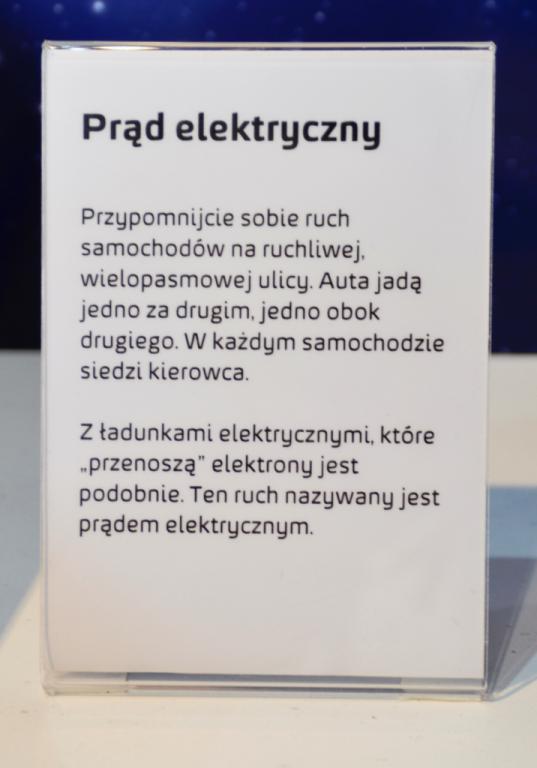 Prąd elektryczny
Przypomnijcie sobie ruch
samochodów na ruchliwej,
wielopasmowej ulicy. Auta jadą
jedno za drugim, jedno obok
drugiego. W każdym samochodzie
siedzi kierowca.
Z ładunkami elektrycznymi, które
„przenoszą” elektrony jest
podobnie. Ten ruch nazywany jest
prądem elektrycznym.